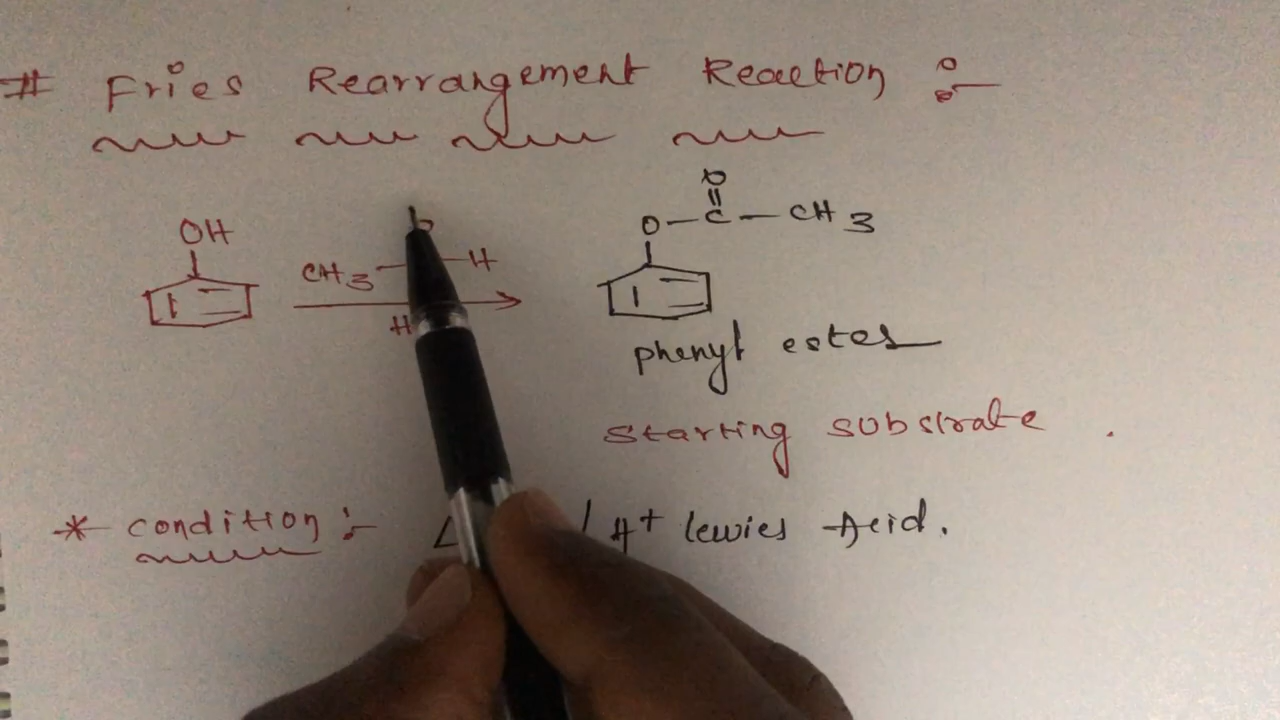 # Fries Rearrangement Reaction :-
OH
CH3 — H
H
O
O — C — CH3
phenyl ester
starting substrate .
* condition :- / H+ lewies Acid.